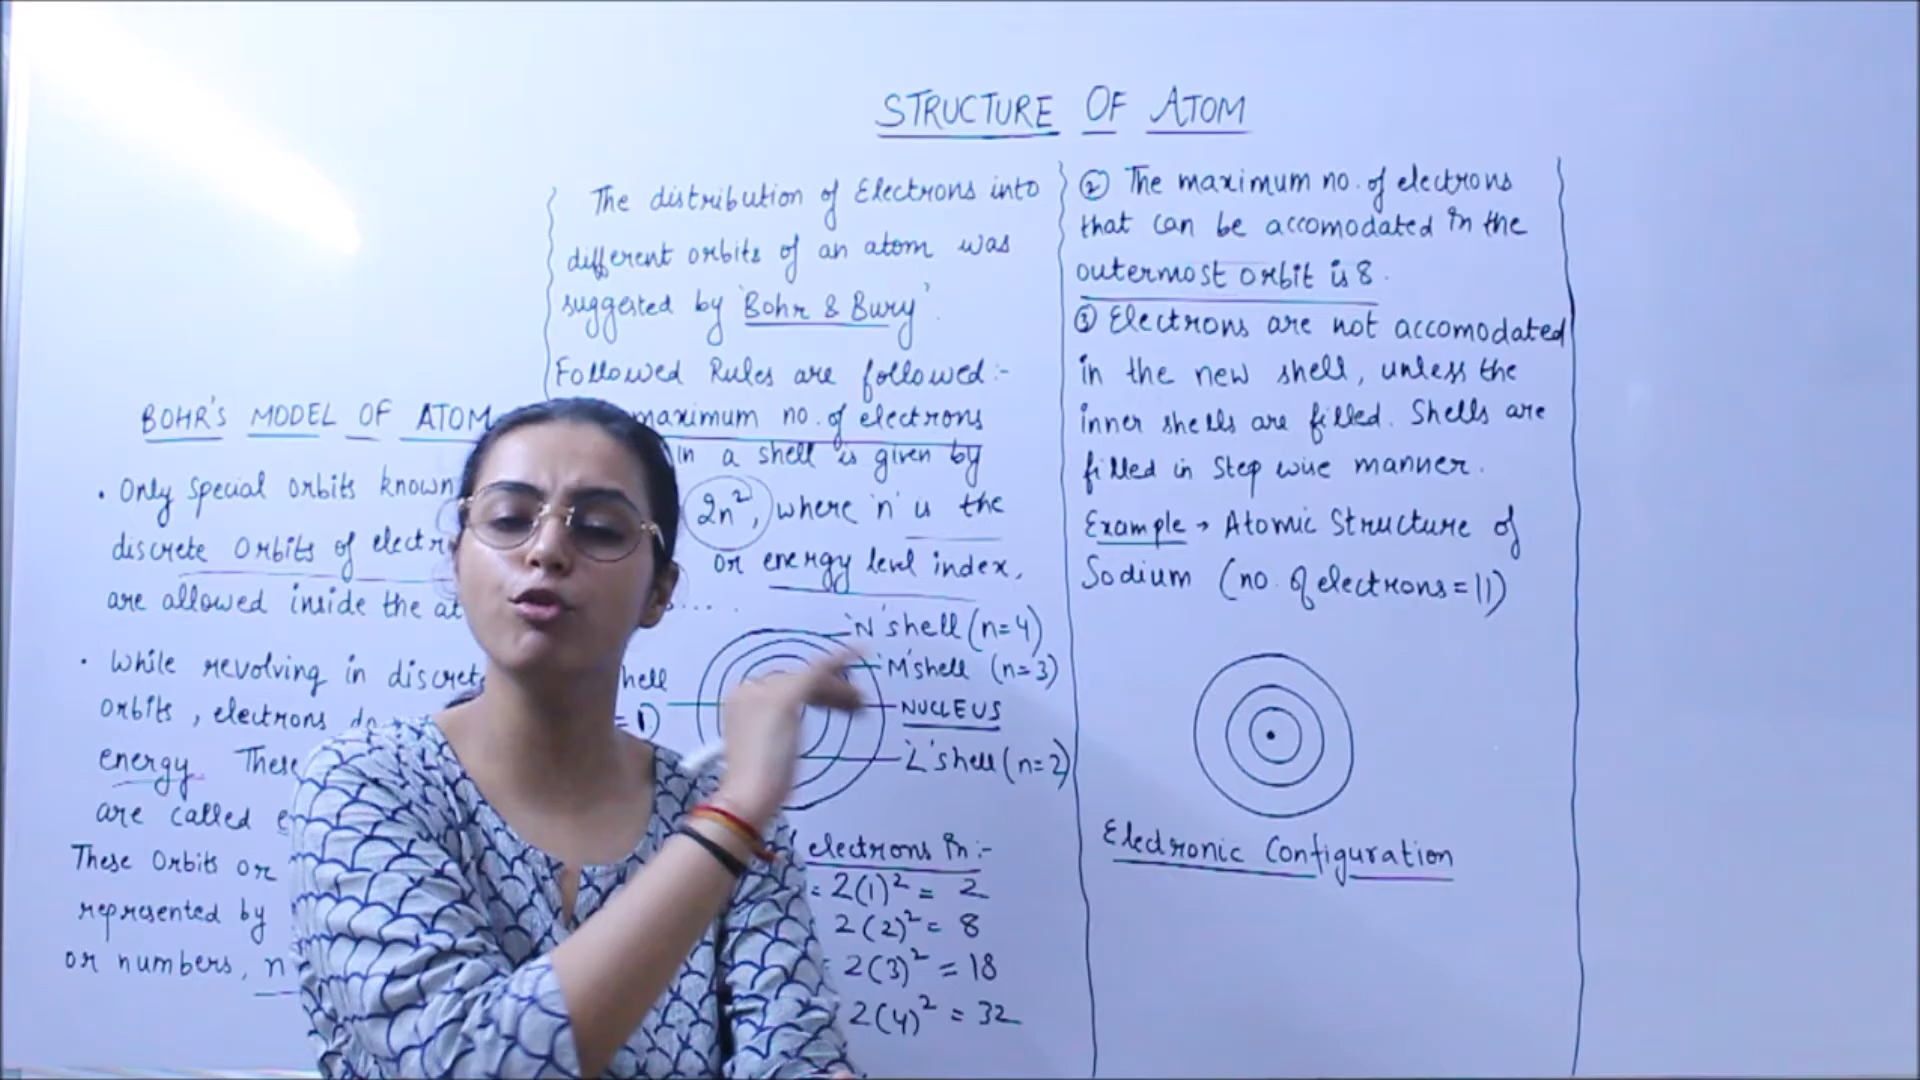 STRUCTURE OF ATOM
BOHR'S MODEL OF ATOM
• Only special orbits known
discrete orbits of
are allowed inside the
• While revolving in
orbits, electrons
energy. These
are called
These Orbits or
represented by
or numbers, n
The distribution of Electrons into
different orbits of an atom was
suggested by 'Bohr & Bury'.
Followed Rules are followed:-
maximum no. of electrons
in a shell is given by
2n², where 'n' is the
or energy level index,
....
'N' shell (n=4)
'M' shell (n=3)
NUCLEUS
'L' shell (n=2)
electrons in:-
= 2(1)² = 2
2(2)² = 8
= 2(3)² = 18
2(4)² = 32
② The maximum no. of electrons
that can be accomodated in the
outermost orbit is 8.
③ Electrons are not accomodated
in the new shell, unless the
inner shells are filled. Shells are
filled in step wise manner.
Example → Atomic Structure of
Sodium (no. of electrons = 11)
Electronic Configuration